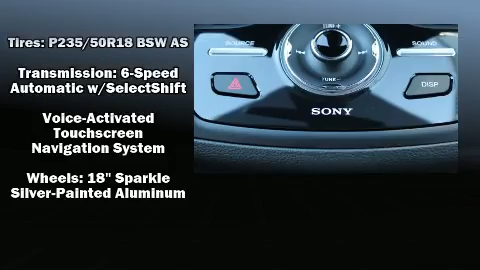 Tires: P235/50R18 BSW AS
Transmission: 6-Speed
Automatic w/SelectShift
Voice-Activated
Touchscreen
Navigation System
Wheels: 18" Sparkle
Silver-Painted Aluminum
SOURCE
SOUND
TUNE
DISP
SONY